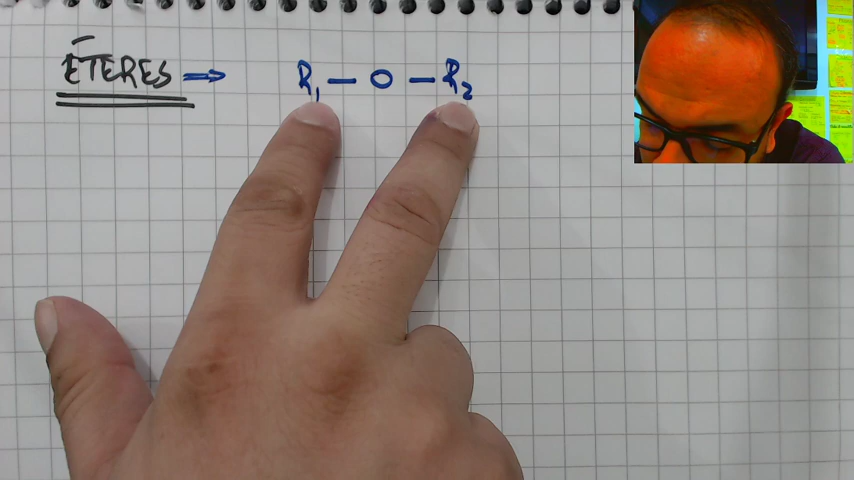 ÉTERES → R₁ – O – R₂